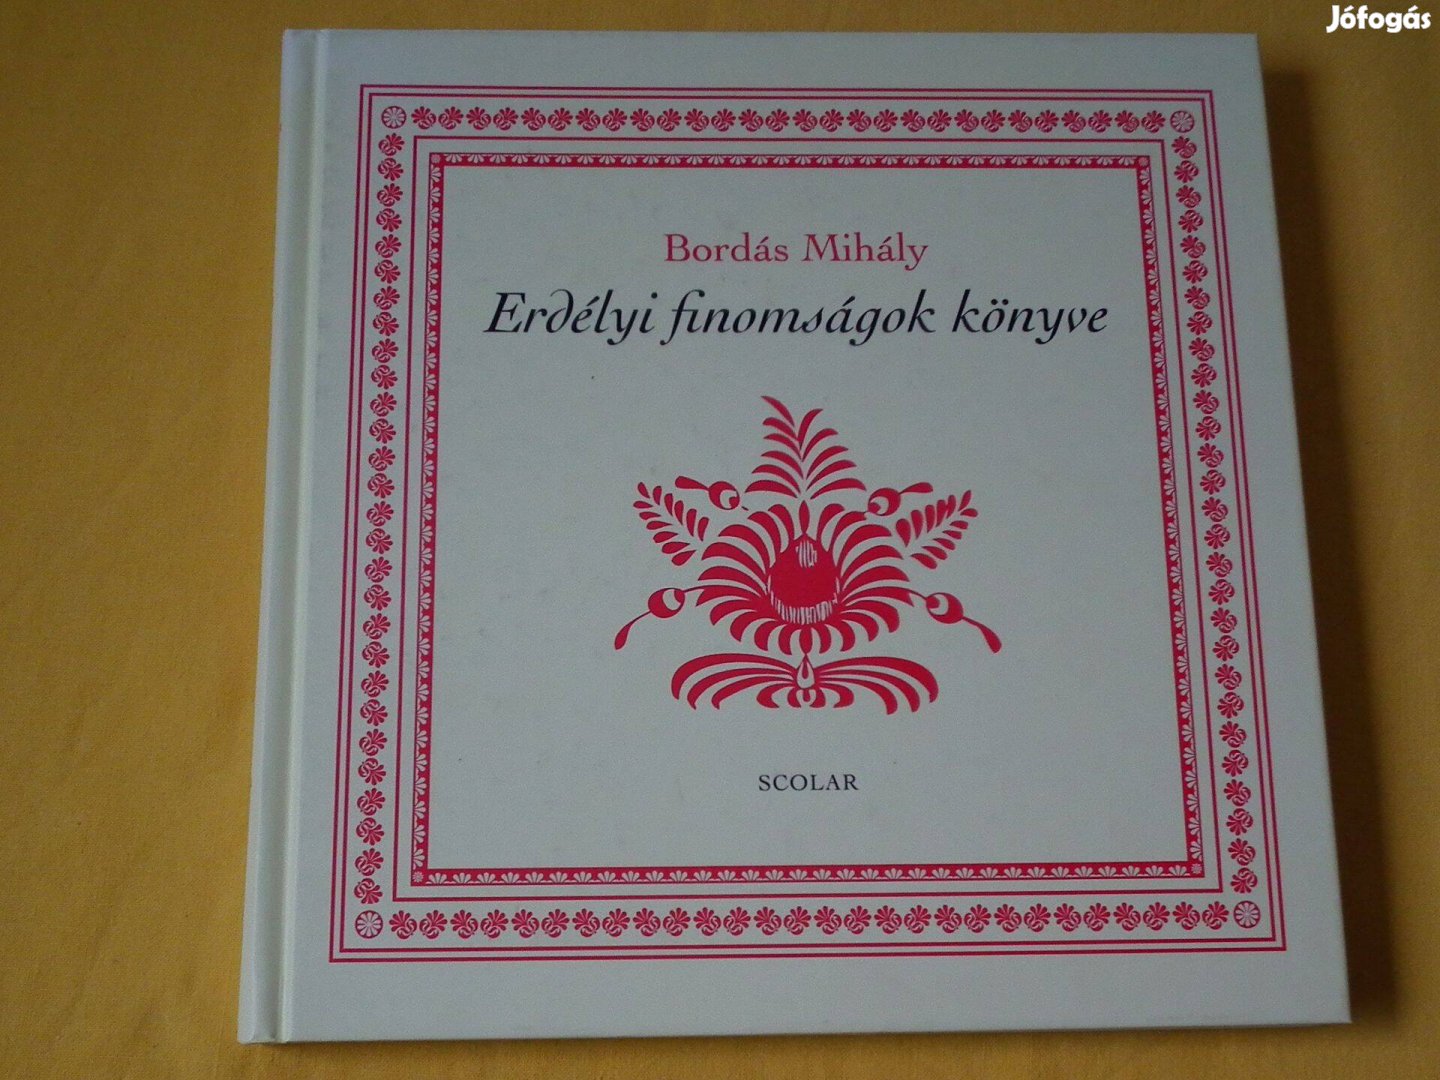 Jófogás
Bordás Mihály
Erdélyi finomságok könyve
SCOLAR